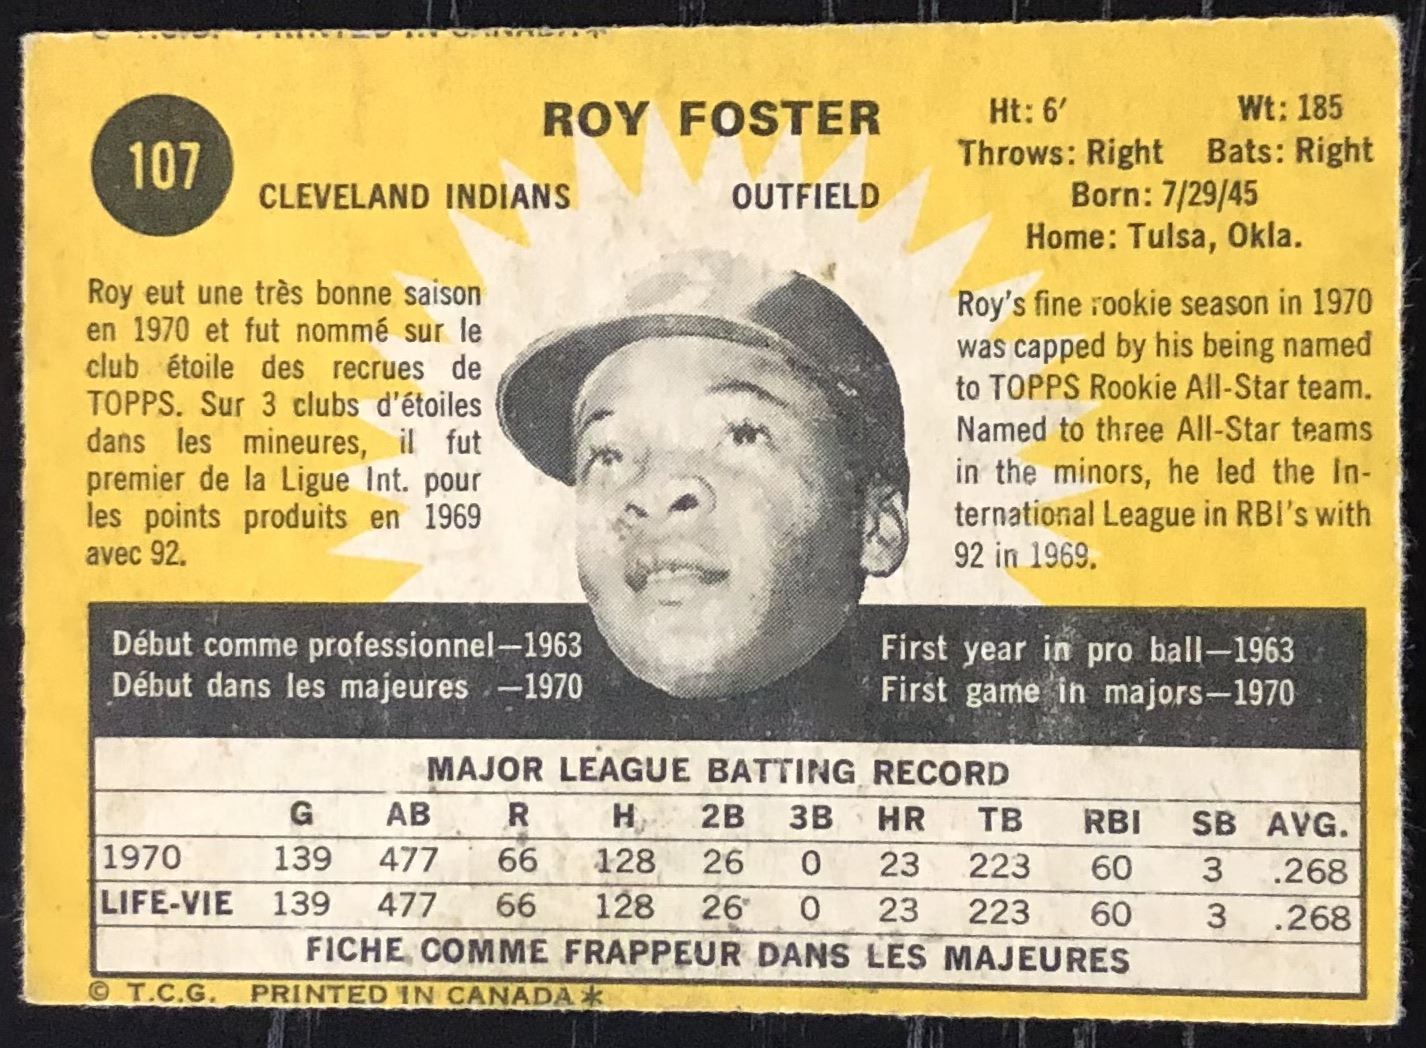 © T.C.G. PRINTED IN CANADA*
107
ROY FOSTER
CLEVELAND INDIANS OUTFIELD
Ht: 6′ Wt: 185
Throws: Right Bats: Right
Born: 7/29/45
Home: Tulsa, Okla.
Roy eut une très bonne saison
en 1970 et fut nommé sur le
club étoile des recrues de
TOPPS. Sur 3 clubs d'étoiles
dans les mineures, il fut
premier de la Ligue Int. pour
les points produits en 1969
avec 92.
Roy's fine rookie season in 1970
was capped by his being named
to TOPPS Rookie All-Star team.
Named to three All-Star teams
in the minors, he led the In-
ternational League in RBI's with
92 in 1969.
Début comme professionnel—1963
Début dans les majeures —1970
First year in pro ball—1963
First game in majors—1970
MAJOR LEAGUE BATTING RECORD
G AB R H 2B 3B HR TB RBI SB AVG.
1970 139 477 66 128 26 0 23 223 60 3 .268
LIFE-VIE 139 477 66 128 26 0 23 223 60 3 .268
FICHE COMME FRAPPEUR DANS LES MAJEURES
© T.C.G. PRINTED IN CANADA*